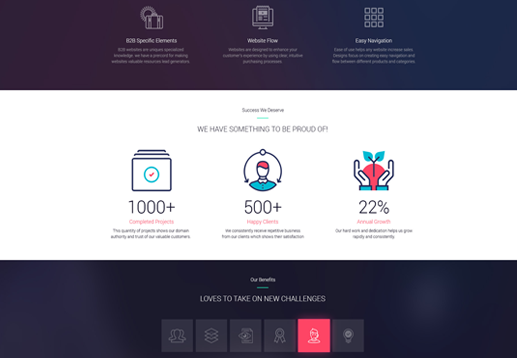 B2B Specific Elements
Website Flow
Easy Navigation
B2B websites are uniques specialized
knowledge. we have a pretund for making
websites valuable resources lead generators.
Websites are designed to enhance your
customer's experience by using clear, intuitive
purchasing processes.
Ease of use helps any website increase sales.
Designs focus on creating easy navigation and
flow between different products and categories.
Success We Deserve
WE HAVE SOMETHING TO BE PROUD OF!
1000+
500+
22%
Completed Projects
Happy Clients
Annual Growth
This quantity of projects shows our domain
authority and trust of our valuable customers.
We consistently receive repetitive business
from our clients which shows their satisfaction
Our hard work and dedication helps us grow
rapidly and consistently.
Our Benefits
LOVES TO TAKE ON NEW CHALLENGES